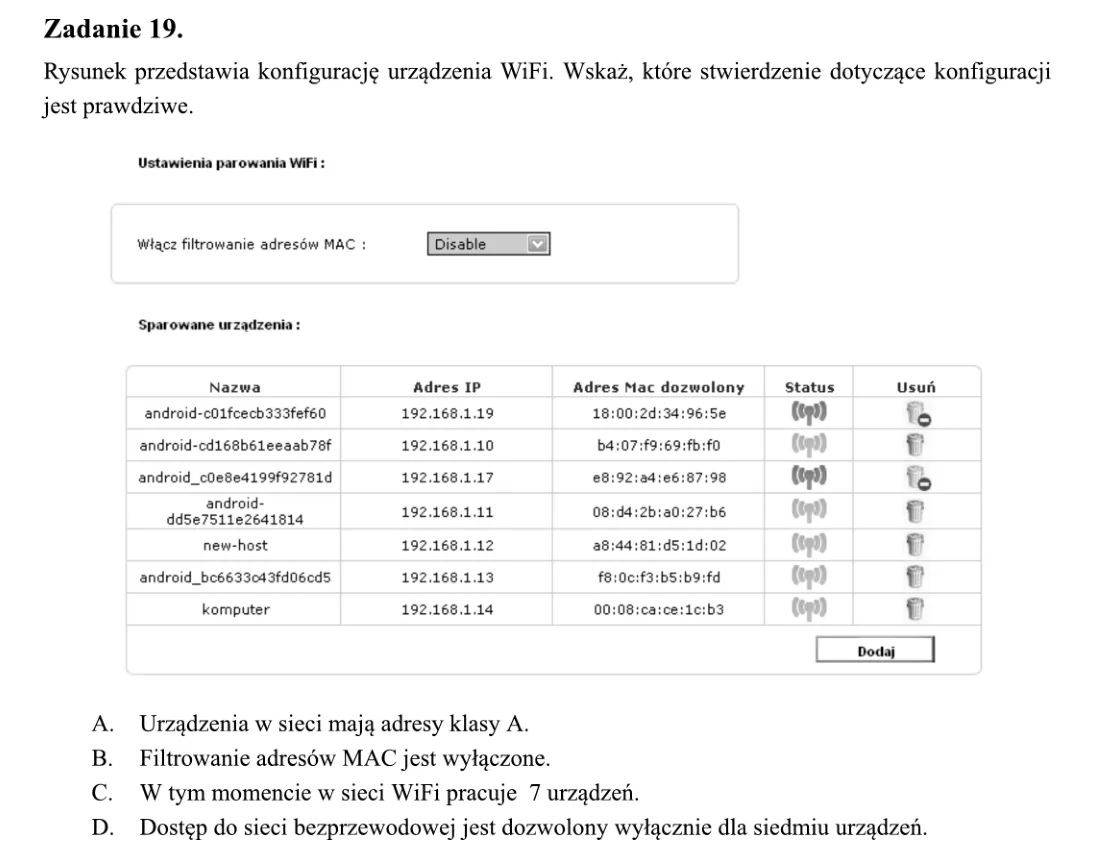 Zadanie 19.
Rysunek przedstawia konfigurację urządzenia WiFi. Wskaż, które stwierdzenie dotyczące konfiguracji
jest prawdziwe.
Ustawienia parowania WiFi :
Włącz filtrowanie adresów MAC : Disable
Sparowane urządzenia :
Nazwa Adres IP Adres Mac dozwolony Status Usuń
android-c01fcecb333fef60 192.168.1.19 18:00:2d:34:96:5e
android-cd168b61eeaab78f 192.168.1.10 b4:07:f9:69:fb:f0
android_c0e8e4199f92781d 192.168.1.17 e8:92:a4:e6:87:98
android-
dd5e7511e2641814 192.168.1.11 08:d4:2b:a0:27:b6
new-host 192.168.1.12 a8:44:81:d5:1d:02
android_bc6633c43fd06cd5 192.168.1.13 f8:0c:f3:b5:b9:fd
komputer 192.168.1.14 00:08:ca:ce:1c:b3
Dodaj
A. Urządzenia w sieci mają adresy klasy A.
B. Filtrowanie adresów MAC jest wyłączone.
C. W tym momencie w sieci WiFi pracuje 7 urządzeń.
D. Dostęp do sieci bezprzewodowej jest dozwolony wyłącznie dla siedmiu urządzeń.